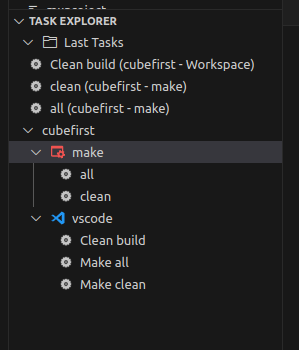 TASK EXPLORER
Last Tasks
Clean build (cubefirst - Workspace)
clean (cubefirst - make)
all (cubefirst - make)
cubefirst
make
all
clean
vscode
Clean build
Make all
Make clean